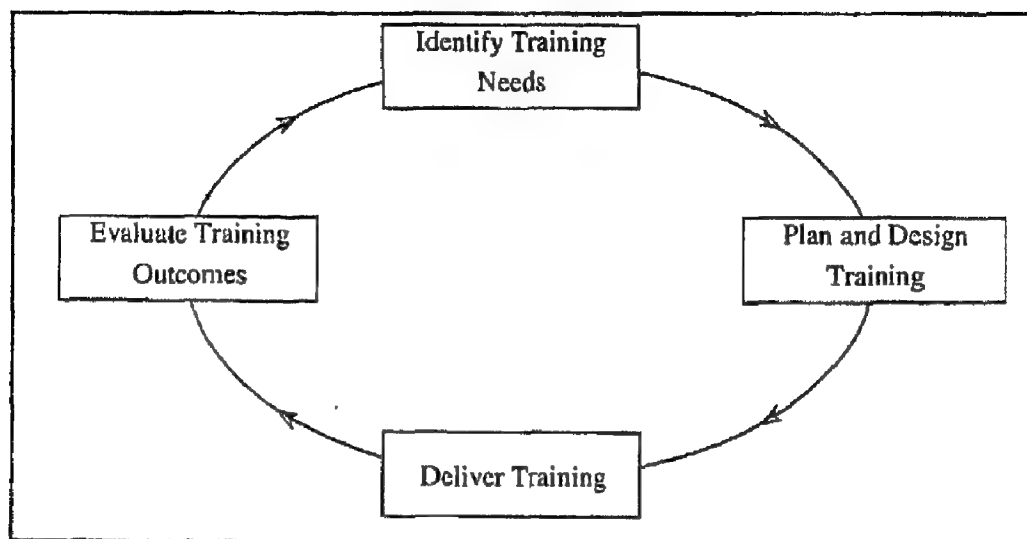 Identify Training
Needs
Evaluate Training
Outcomes
Plan and Design
Training
Deliver Training